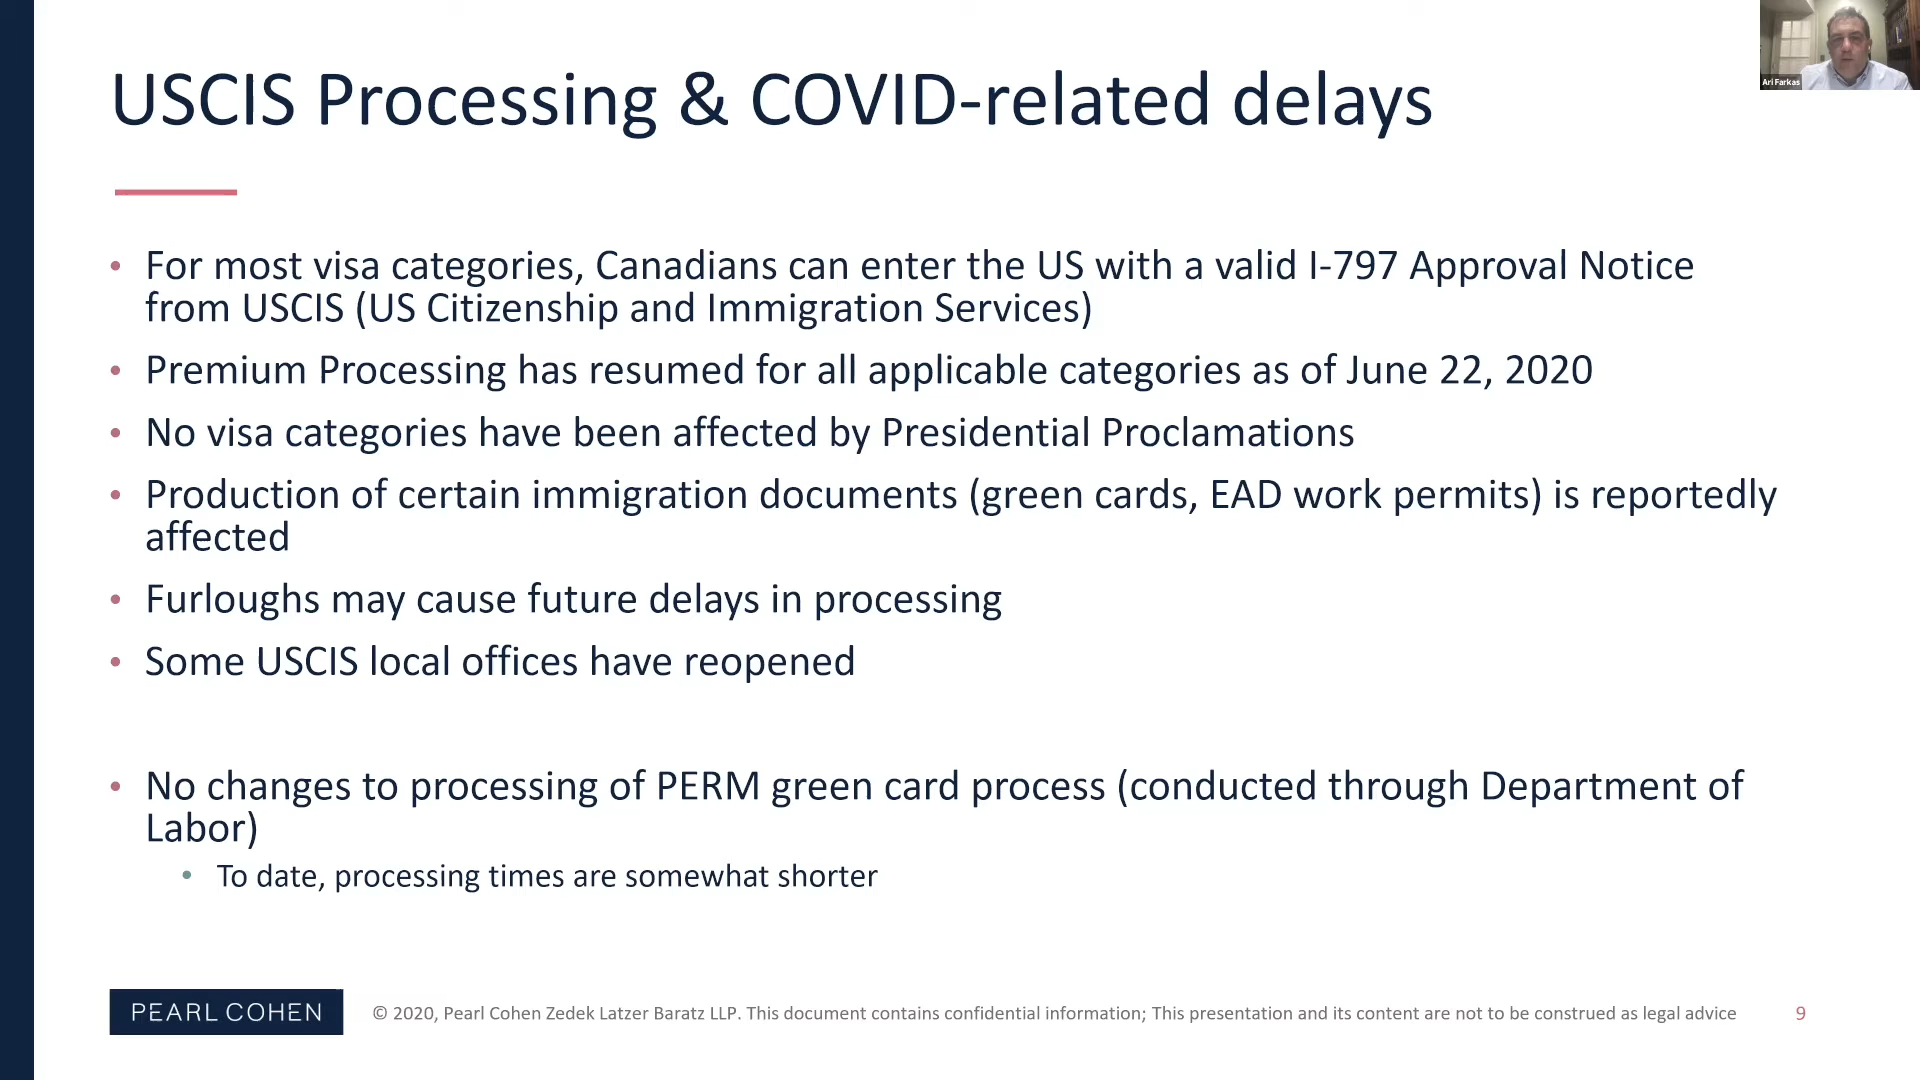 Ari Farkas
USCIS Processing & COVID-related delays
• For most visa categories, Canadians can enter the US with a valid I-797 Approval Notice
from USCIS (US Citizenship and Immigration Services)
• Premium Processing has resumed for all applicable categories as of June 22, 2020
• No visa categories have been affected by Presidential Proclamations
• Production of certain immigration documents (green cards, EAD work permits) is reportedly
affected
• Furloughs may cause future delays in processing
• Some USCIS local offices have reopened
• No changes to processing of PERM green card process (conducted through Department of
Labor)
• To date, processing times are somewhat shorter
PEARL COHEN
© 2020, Pearl Cohen Zedek Latzer Baratz LLP. This document contains confidential information; This presentation and its content are not to be construed as legal advice
9